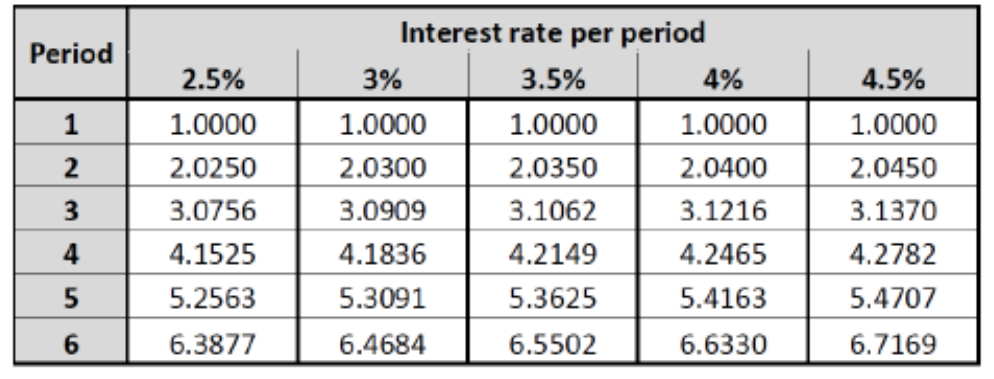 Period Interest rate per period
2.5% 3% 3.5% 4% 4.5%
1 1.0000 1.0000 1.0000 1.0000 1.0000
2 2.0250 2.0300 2.0350 2.0400 2.0450
3 3.0756 3.0909 3.1062 3.1216 3.1370
4 4.1525 4.1836 4.2149 4.2465 4.2782
5 5.2563 5.3091 5.3625 5.4163 5.4707
6 6.3877 6.4684 6.5502 6.6330 6.7169